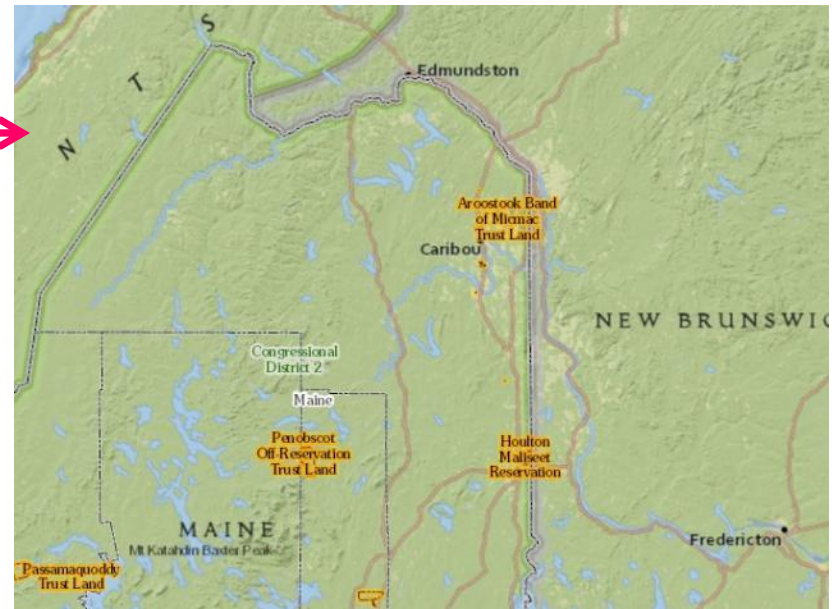 N T S
Edmundston
Aroostook Band
of Micmac
Trust Land
Caribou
NEW BRUNSWIC
Congressional
District 2
Maine
Penobscot
Off-Reservation
Trust Land
Houlton
Maliseet
Reservation
MAINE
Mt Katahdin Baxter Peak
Fredericton
Passamaquoddy
Trust Land